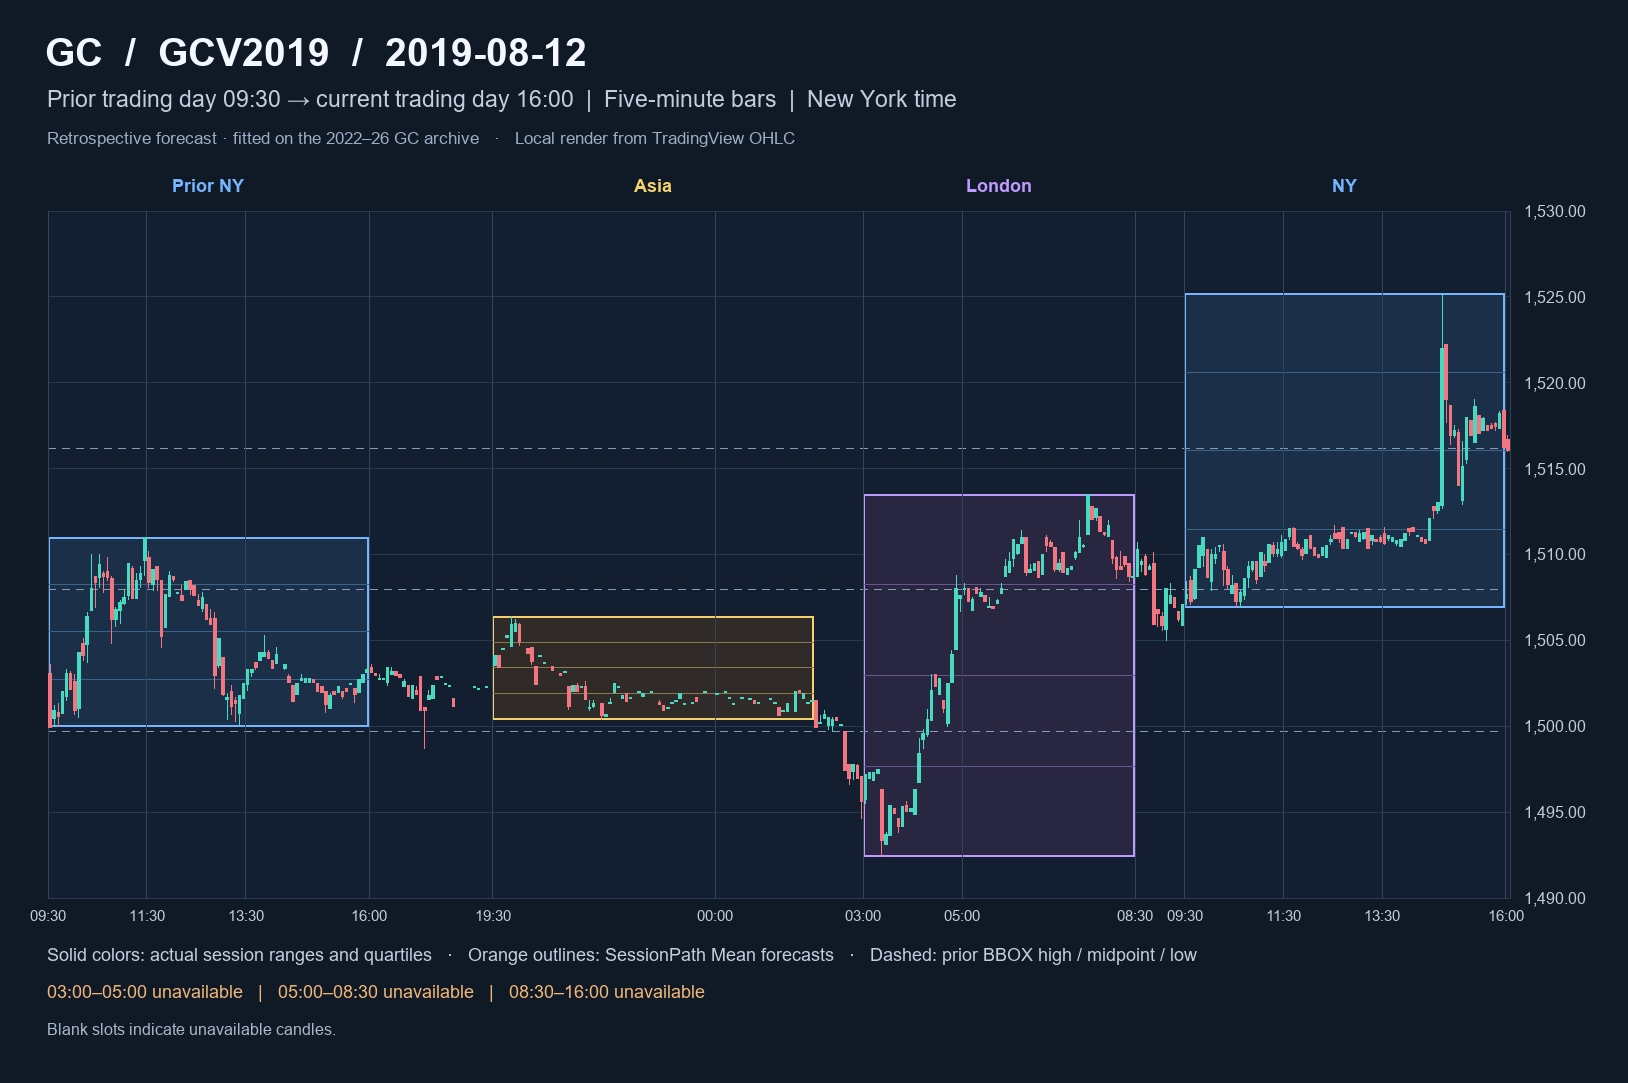 GC / GCV2019 / 2019-08-12
Prior trading day 09:30 → current trading day 16:00 | Five-minute bars | New York time
Retrospective forecast · fitted on the 2022–26 GC archive · Local render from TradingView OHLC
Prior NY Asia London NY
1,530.00
1,525.00
1,520.00
1,515.00
1,510.00
1,505.00
1,500.00
1,495.00
1,490.00
09:30 11:30 13:30 16:00 19:30 00:00 03:00 05:00 08:30 09:30 11:30 13:30 16:00
Solid colors: actual session ranges and quartiles · Orange outlines: SessionPath Mean forecasts · Dashed: prior BBOX high / midpoint / low
03:00–05:00 unavailable | 05:00–08:30 unavailable | 08:30–16:00 unavailable
Blank slots indicate unavailable candles.